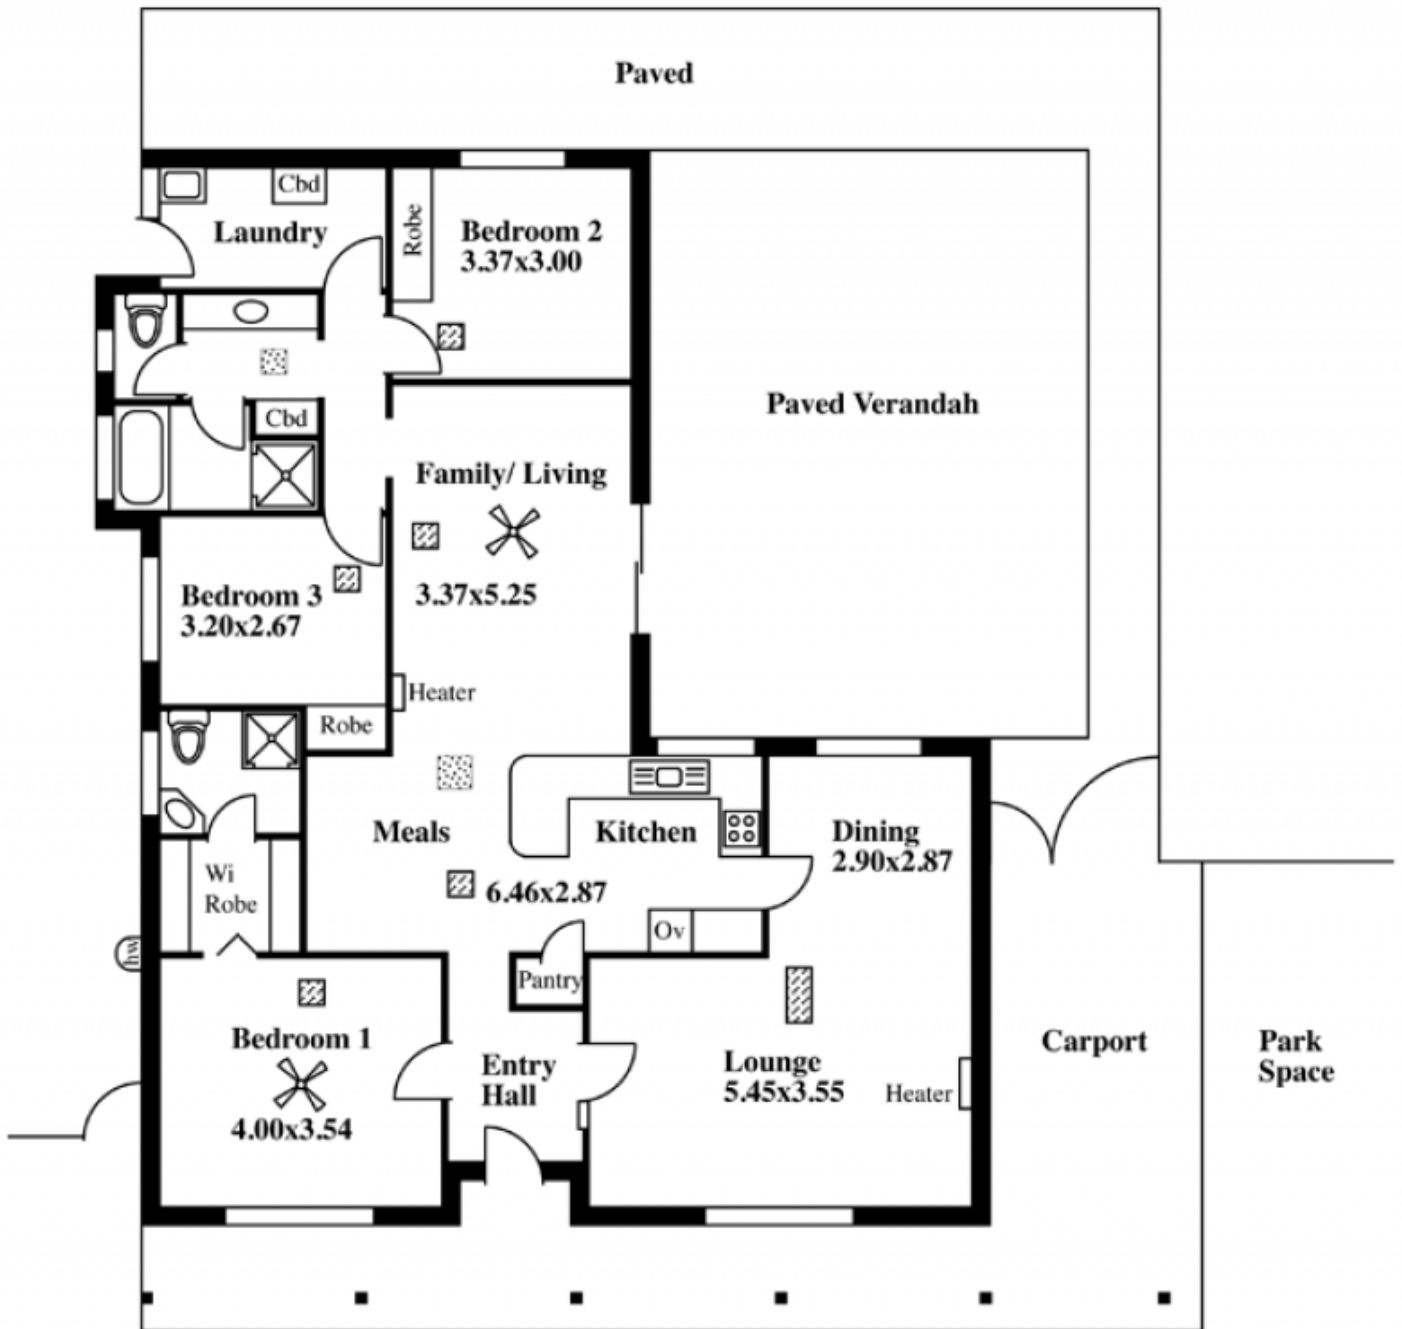 Paved
Cbd
Laundry
Robe
Bedroom 2
3.37x3.00
Paved Verandah
Cbd
Family/ Living
3.37x5.25
Bedroom 3
3.20x2.67
Heater
Robe
Meals
Kitchen
Dining
2.90x2.87
6.46x2.87
Wi
Robe
Ov
hw
Pantry
Bedroom 1
4.00x3.54
Entry
Hall
Lounge
5.45x3.55
Heater
Carport
Park
Space